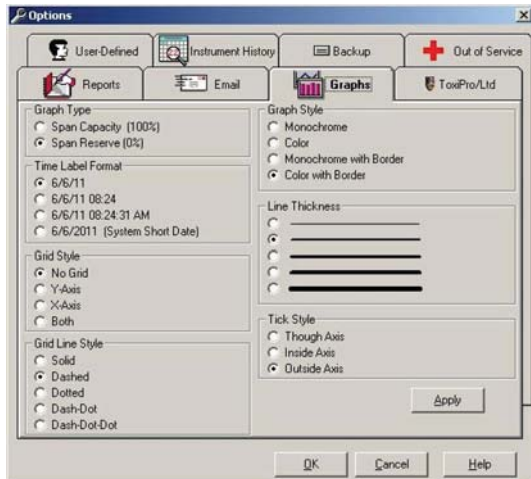 Options
User-Defined
Instrument History
Backup
Out of Service
Reports
Email
Graphs
ToxiPro/Ltd
Graph Type
Span Capacity (100%)
Span Reserve (0%)
Time Label Format
6/6/11
6/6/11 08:24
6/6/11 08:24:31 AM
6/6/2011 (System Short Date)
Grid Style
No Grid
Y-Axis
X-Axis
Both
Grid Line Style
Solid
Dashed
Dotted
Dash-Dot
Dash-Dot-Dot
Graph Style
Monochrome
Color
Monochrome with Border
Color with Border
Line Thickness
Tick Style
Though Axis
Inside Axis
Outside Axis
Apply
OK
Cancel
Help